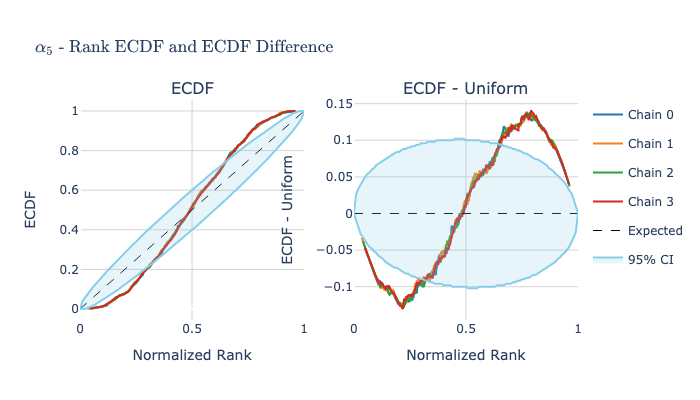 α₅ - Rank ECDF and ECDF Difference
ECDF
ECDF
1
0.8
0.6
0.4
0.2
0
0 0.5 1
Normalized Rank
ECDF - Uniform
ECDF - Uniform
0.15
0.1
0.05
0
−0.05
−0.1
0 0.5 1
Normalized Rank
Chain 0
Chain 1
Chain 2
Chain 3
Expected
95% CI